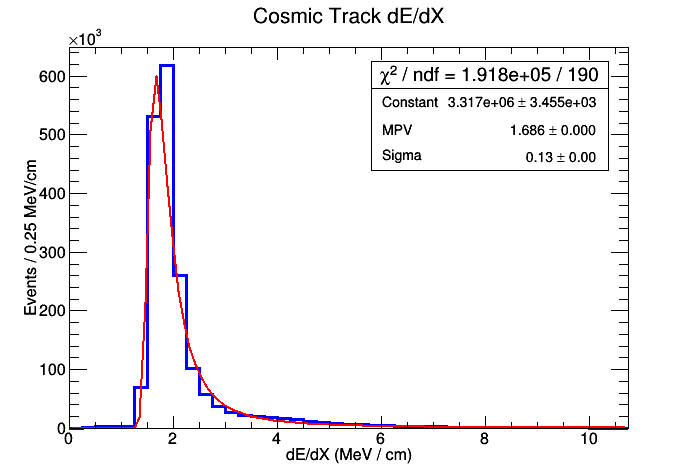 Cosmic Track dE/dX
×10³
χ² / ndf = 1.918e+05 / 190
Constant 3.317e+06 ± 3.455e+03
MPV 1.686 ± 0.000
Sigma 0.13 ± 0.00
Events / 0.25 MeV/cm
600
500
400
300
200
100
0
0 2 4 6 8 10
dE/dX (MeV / cm)